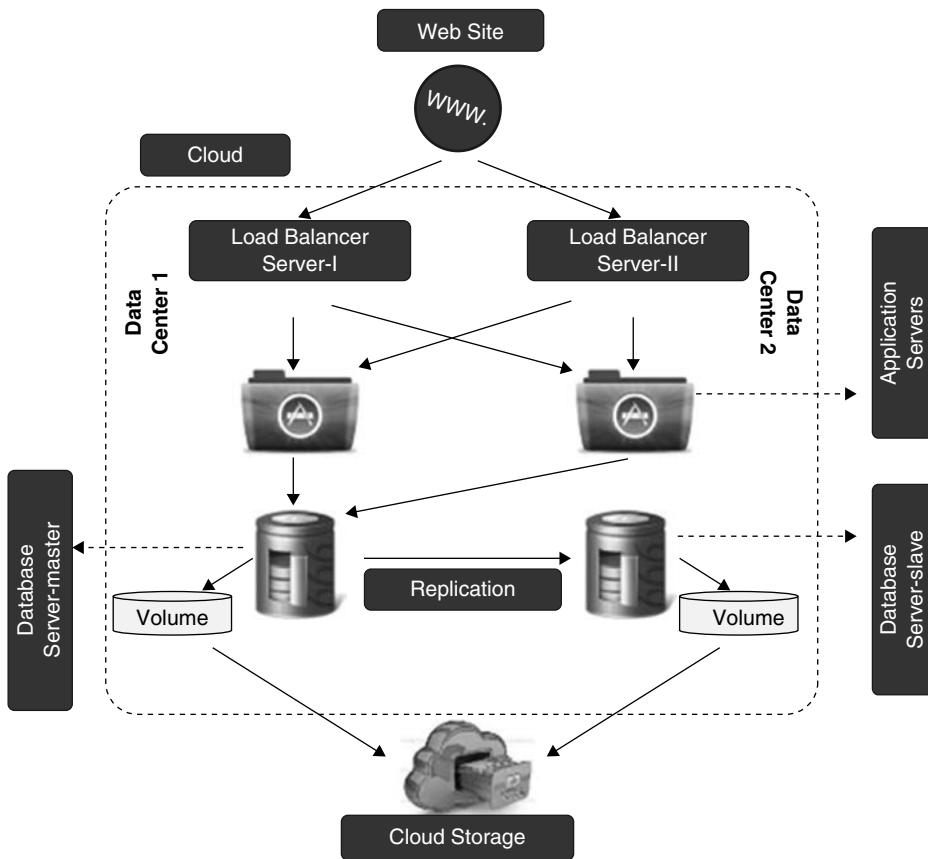 Web Site
WWW.
Cloud
Load Balancer
Server-I
Load Balancer
Server-II
Data
Center 1
Data
Center 2
Application
Servers
Database
Server-master
Replication
Database
Server-slave
Volume
Volume
Cloud Storage